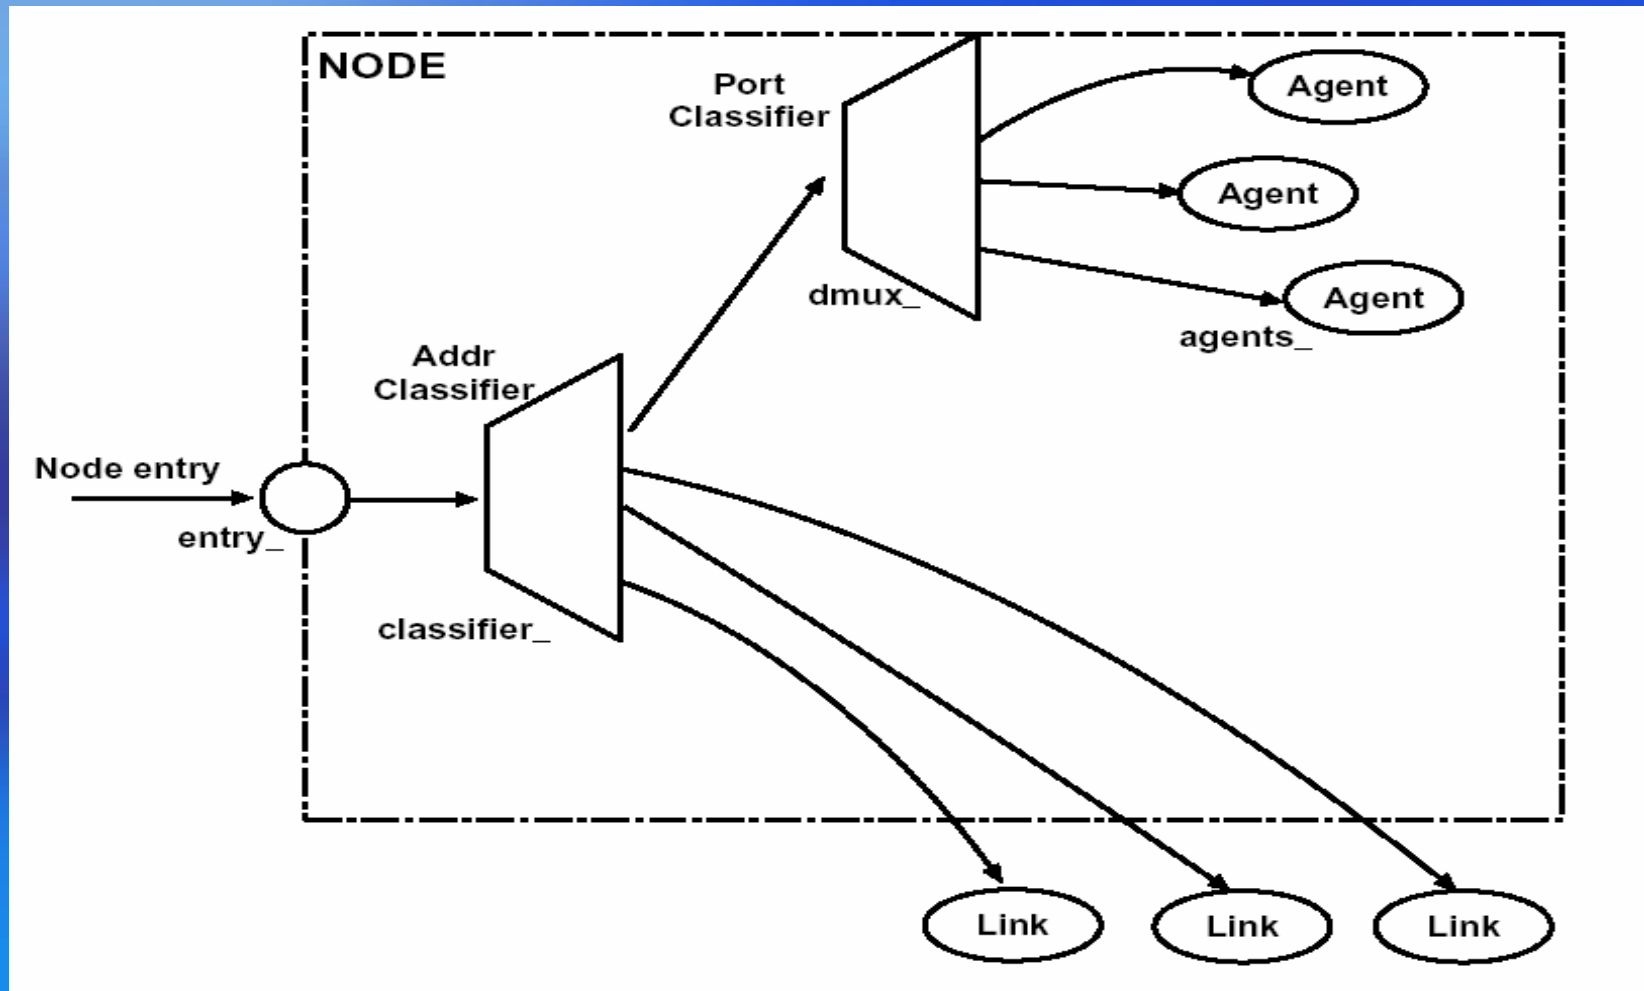 NODE
Port
Classifier
Agent
Agent
dmux_
Agent
agents_
Addr
Classifier
Node entry
entry_
classifier_
Link
Link
Link